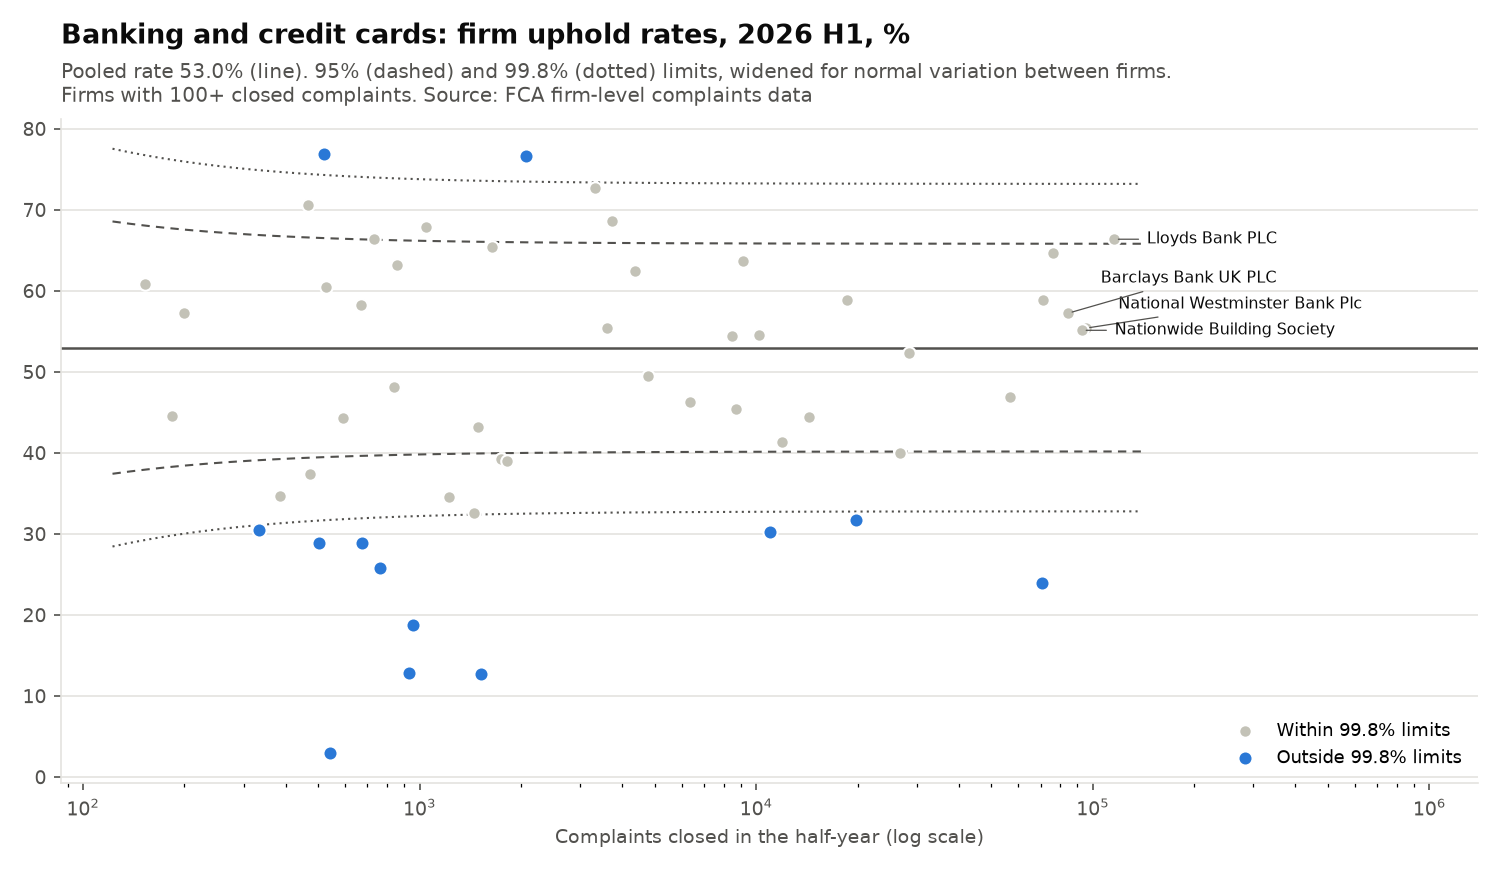 Banking and credit cards: firm uphold rates, 2026 H1, %
Pooled rate 53.0% (line). 95% (dashed) and 99.8% (dotted) limits, widened for normal variation between firms.
Firms with 100+ closed complaints. Source: FCA firm-level complaints data
80
70
60
50
40
30
20
10
0
Lloyds Bank PLC
Barclays Bank UK PLC
National Westminster Bank Plc
Nationwide Building Society
Within 99.8% limits
Outside 99.8% limits
10² 10³ 10⁴ 10⁵ 10⁶
Complaints closed in the half-year (log scale)